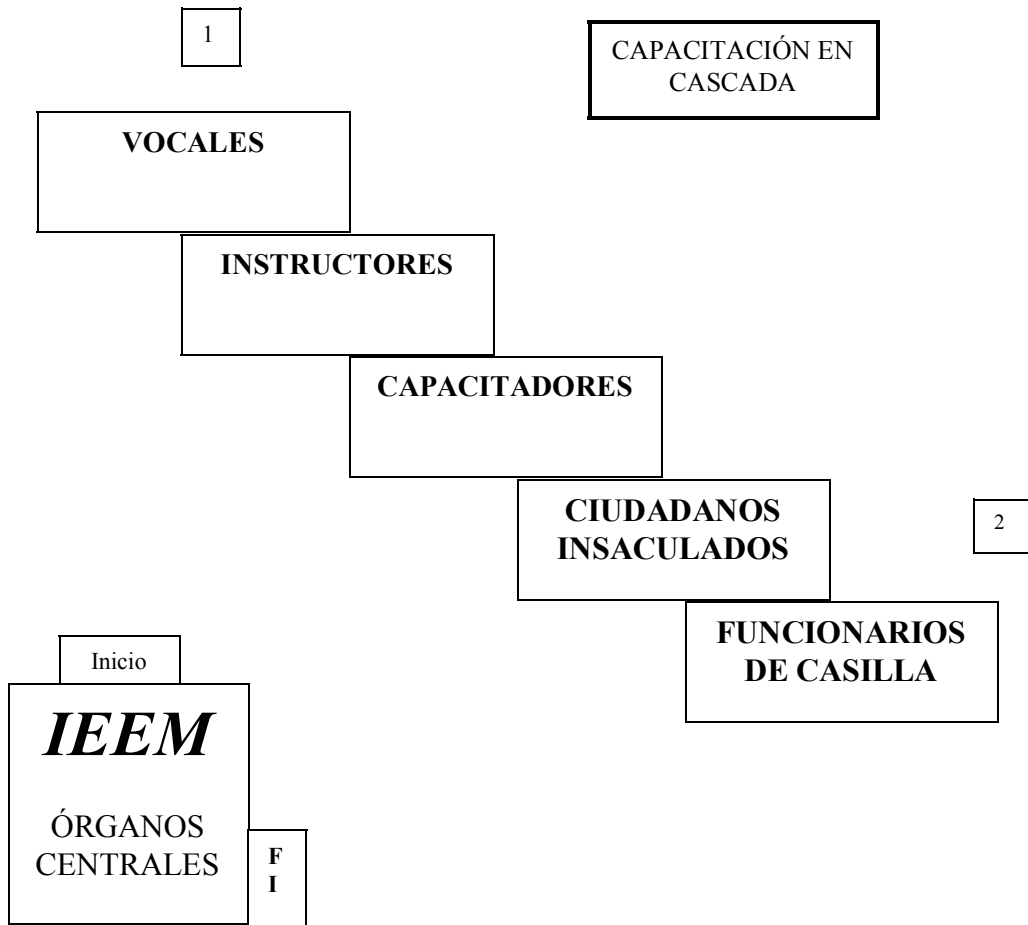 1
CAPACITACIÓN EN
CASCADA
VOCALES
INSTRUCTORES
CAPACITADORES
CIUDADANOS
INSACULADOS
2
FUNCIONARIOS
DE CASILLA
Inicio
IEEM
ÓRGANOS
CENTRALES
F
I